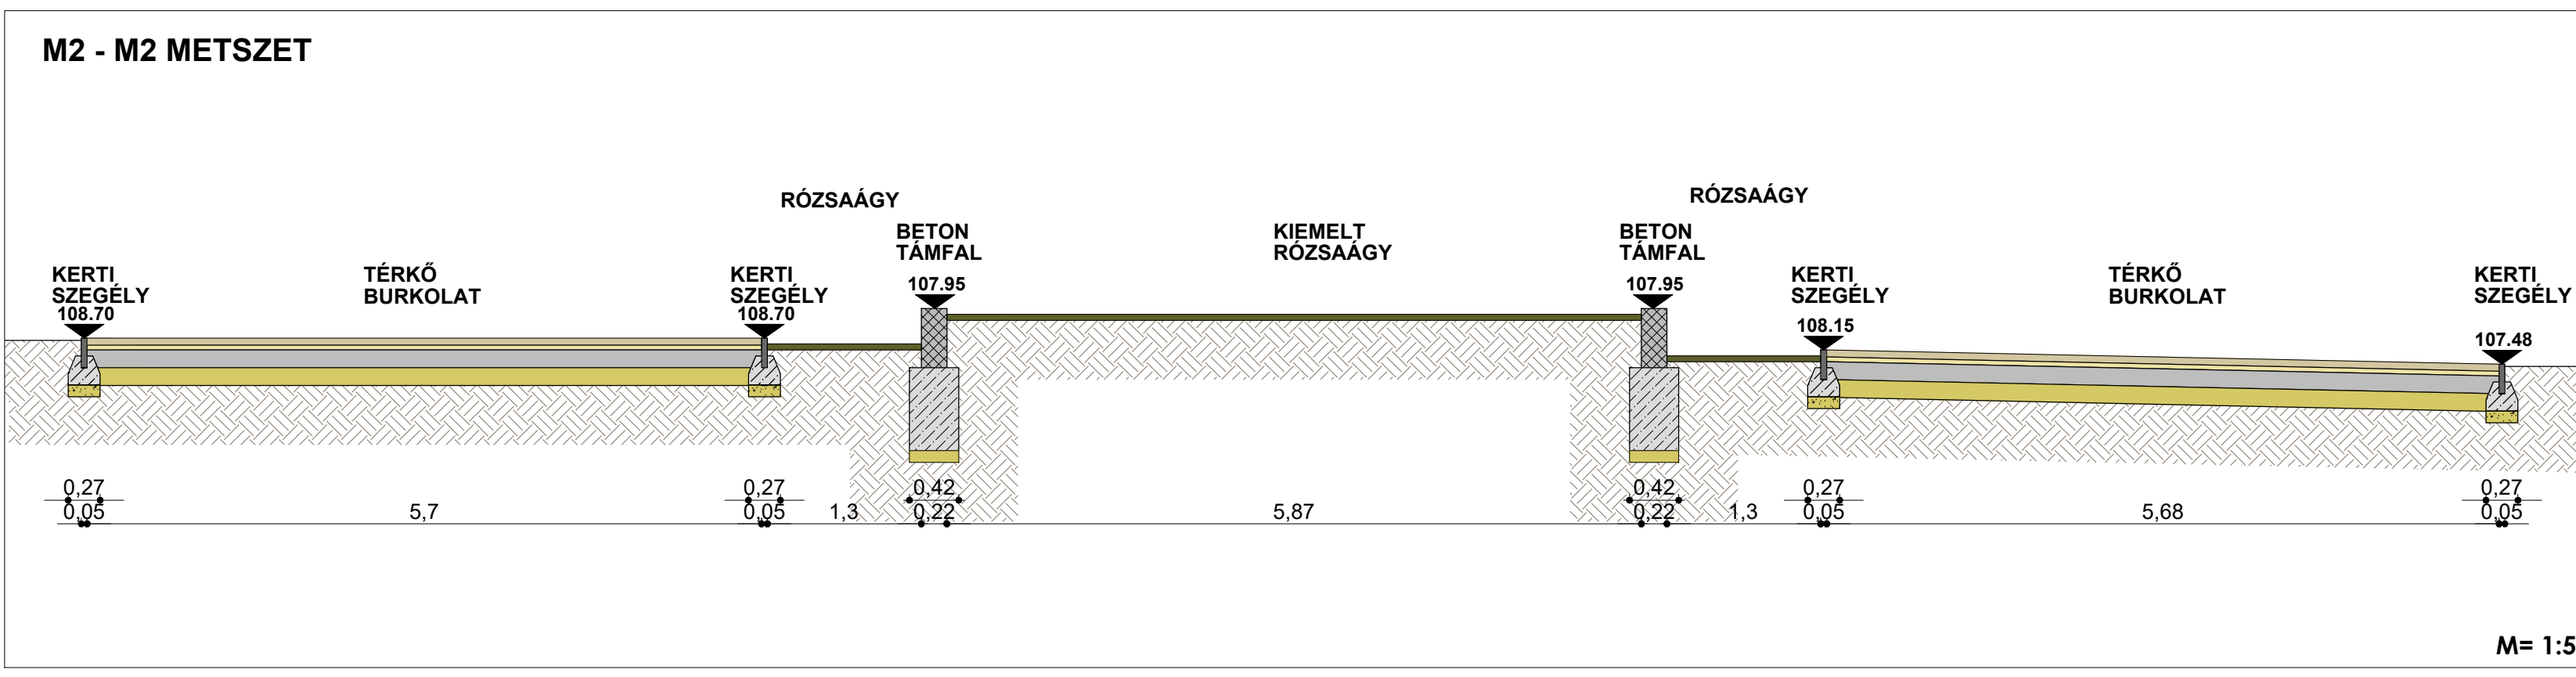 M2 - M2 METSZET
RÓZSAÁGY
RÓZSAÁGY
BETON
TÁMFAL
107.95
KIEMELT
RÓZSAÁGY
BETON
TÁMFAL
107.95
KERTI
SZEGÉLY
108.70
TÉRKŐ
BURKOLAT
KERTI
SZEGÉLY
108.70
KERTI
SZEGÉLY
108.15
TÉRKŐ
BURKOLAT
KERTI
SZEGÉLY
107.48
0,27 0,27 0,42 0,42 0,27 0,27
0,05 5,7 0,05 1,3 0,22 5,87 0,22 1,3 0,05 5,68 0,05
M= 1:5